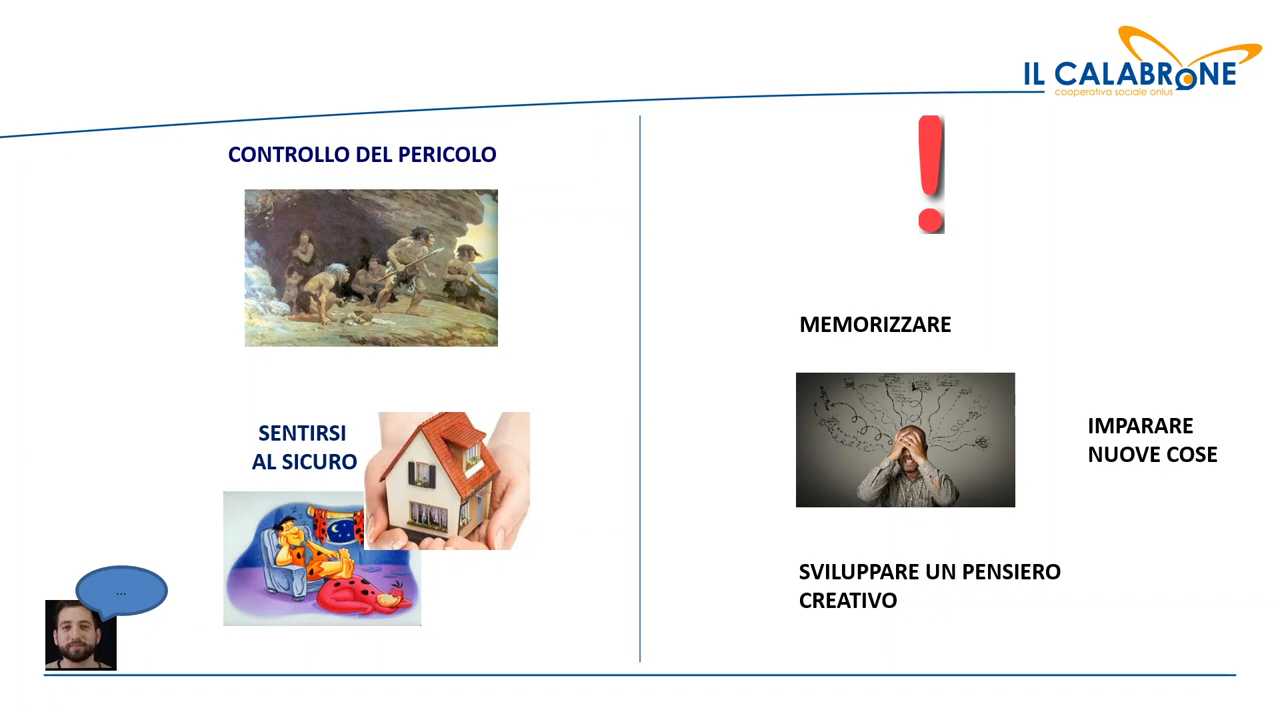 IL CALABRONE
cooperativa sociale onlus
CONTROLLO DEL PERICOLO
SENTIRSI
AL SICURO
...
MEMORIZZARE
IMPARARE
NUOVE COSE
SVILUPPARE UN PENSIERO
CREATIVO